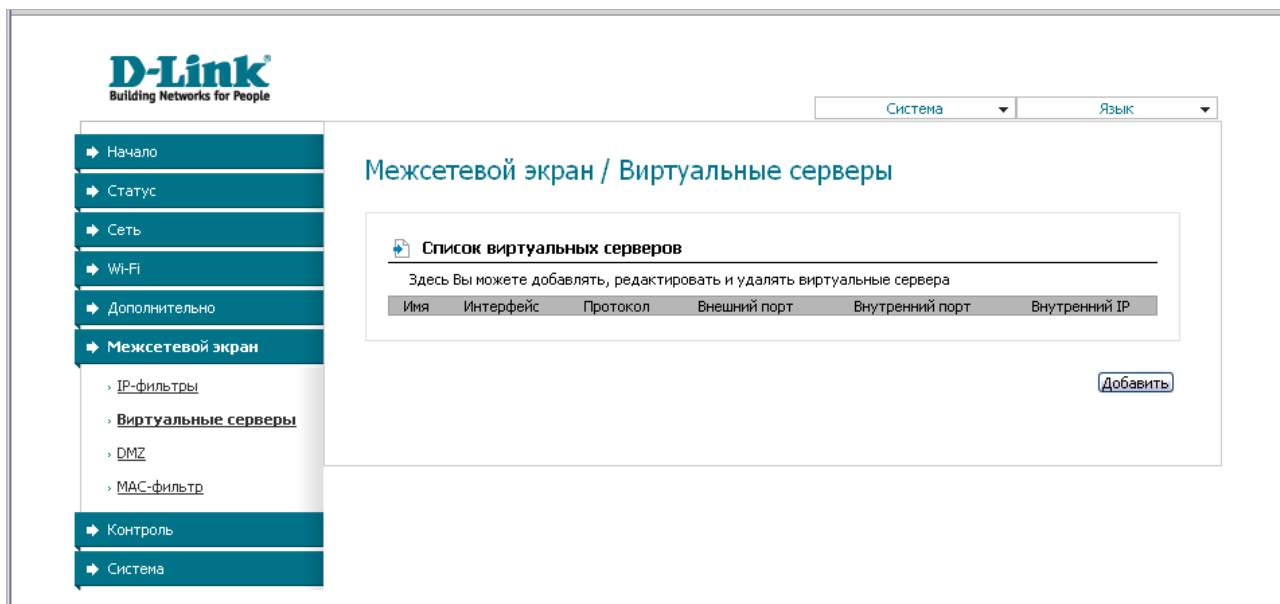 D-Link
Building Networks for People
Система Язык
Начало
Статус
Сеть
Wi-Fi
Дополнительно
Межсетевой экран
IP-фильтры
Виртуальные серверы
DMZ
MAC-фильтр
Контроль
Система
Межсетевой экран / Виртуальные серверы
Список виртуальных серверов
Здесь Вы можете добавлять, редактировать и удалять виртуальные сервера
Имя Интерфейс Протокол Внешний порт Внутренний порт Внутренний IP
Добавить